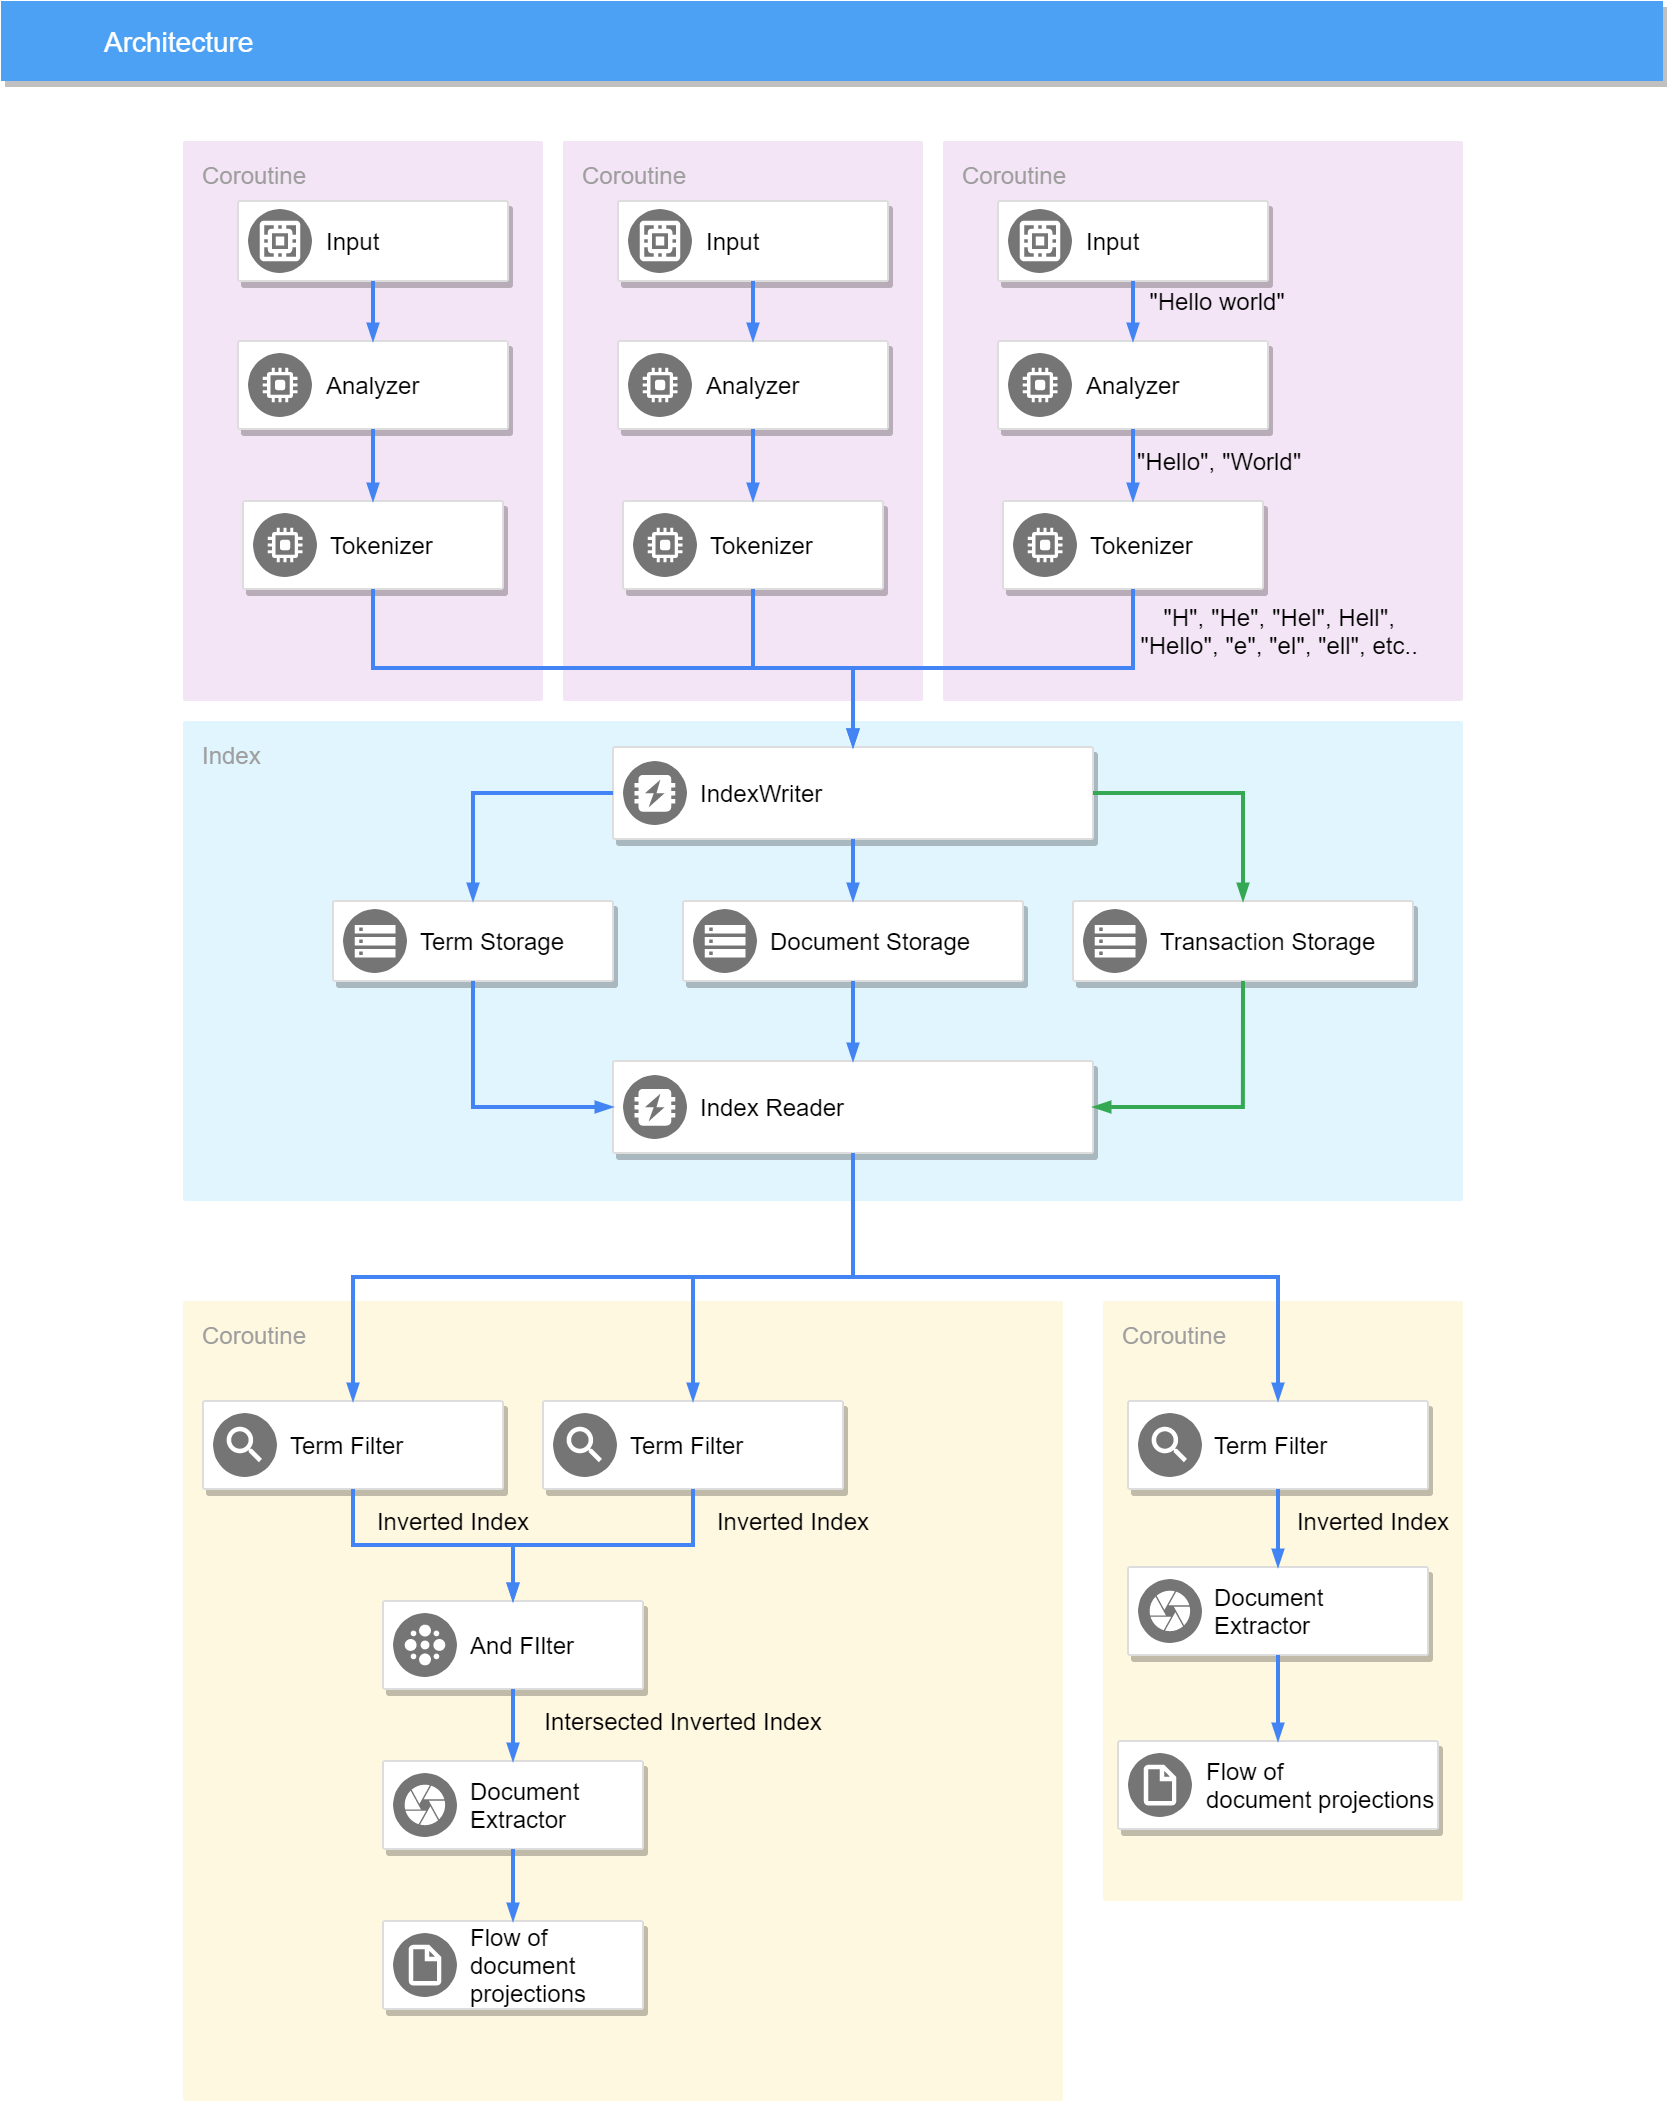 Architecture
Coroutine
Input
Analyzer
Tokenizer
Coroutine
Input
Analyzer
Tokenizer
Coroutine
Input
"Hello world"
Analyzer
"Hello", "World"
Tokenizer
"H", "He", "Hel", Hell",
"Hello", "e", "el", "ell", etc..
Index
IndexWriter
Term Storage
Document Storage
Transaction Storage
Index Reader
Coroutine
Term Filter
Term Filter
Inverted Index
Inverted Index
And FIlter
Intersected Inverted Index
Document
Extractor
Flow of
document
projections
Coroutine
Term Filter
Inverted Index
Document
Extractor
Flow of
document projections